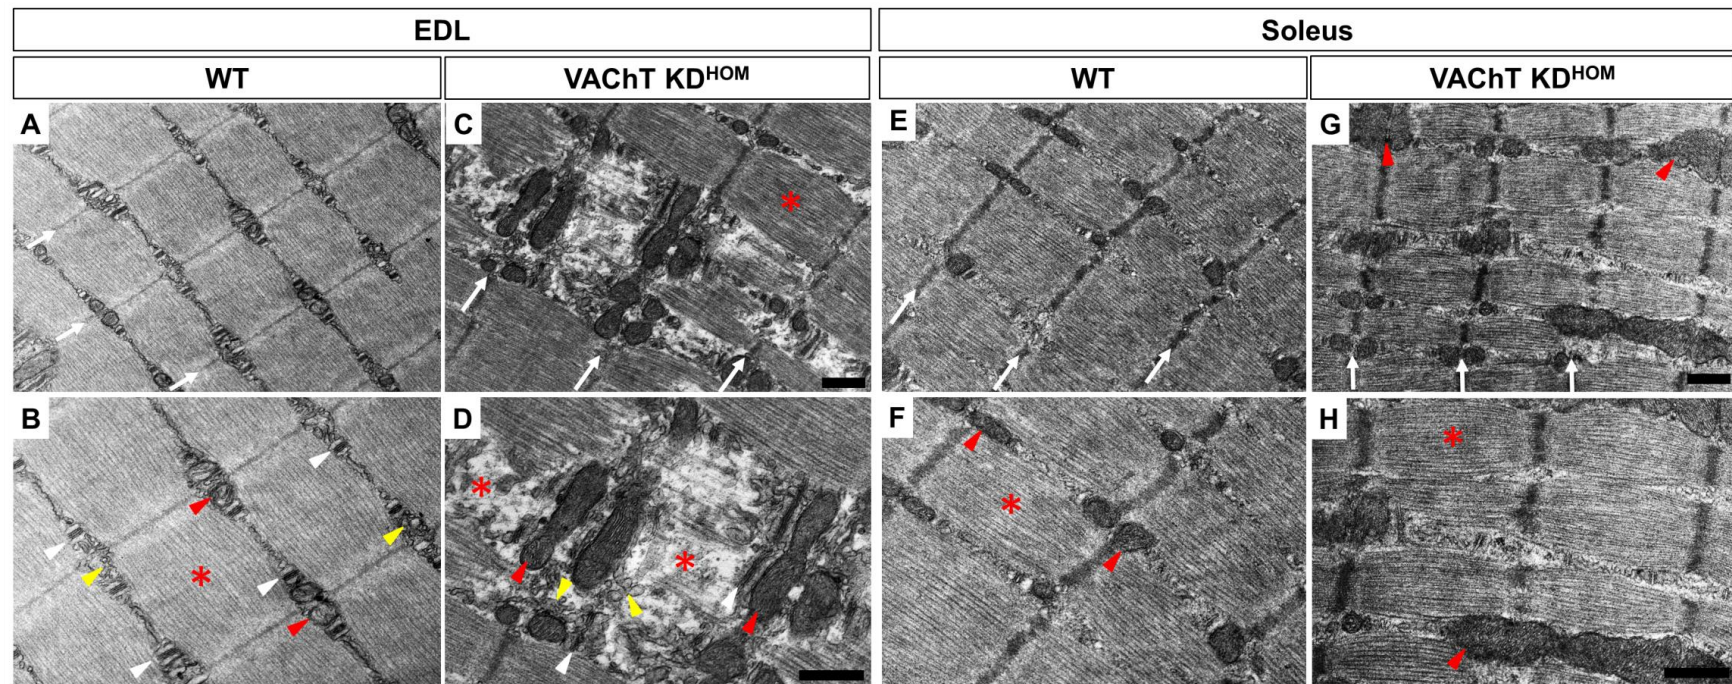 EDL Soleus
WT VAChT KDHOM WT VAChT KDHOM
A C E G
B D F H